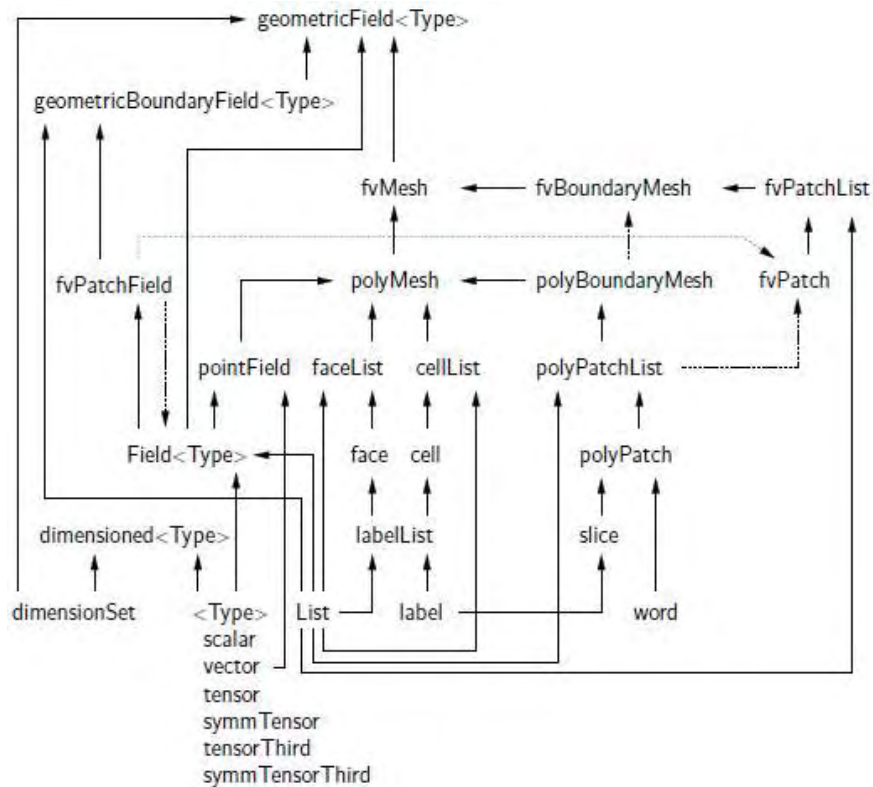 geometricField<Type>
geometricBoundaryField<Type>
fvMesh fvBoundaryMesh fvPatchList
fvPatchField polyMesh polyBoundaryMesh fvPatch
pointField faceList cellList polyPatchList
Field<Type> face cell polyPatch
dimensioned<Type> labelList slice
dimensionSet <Type> List label word
scalar
vector
tensor
symmTensor
tensorThird
symmTensorThird